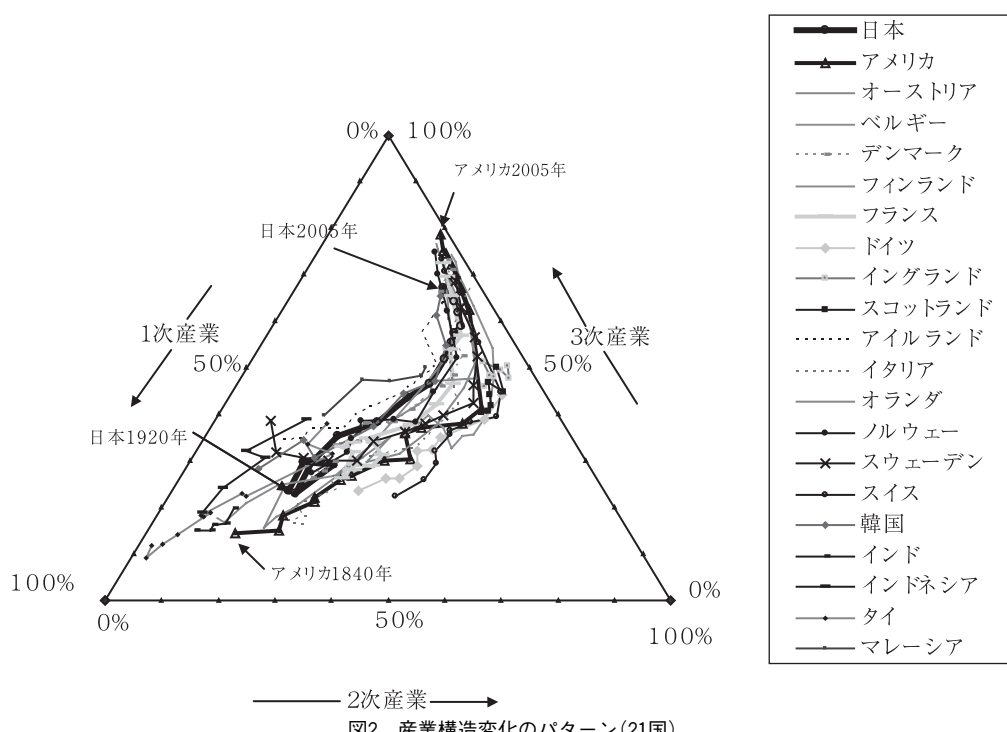 0% 100%
アメリカ2005年
日本2005年
1次産業
3次産業
50%
50%
日本1920年
アメリカ1840年
100%
0%
0%
50%
100%
2次産業
図2 産業構造変化のパターン(21国)
日本
アメリカ
オーストリア
ベルギー
デンマーク
フィンランド
フランス
ドイツ
イングランド
スコットランド
アイルランド
イタリア
オランダ
ノルウェー
スウェーデン
スイス
韓国
インド
インドネシア
タイ
マレーシア